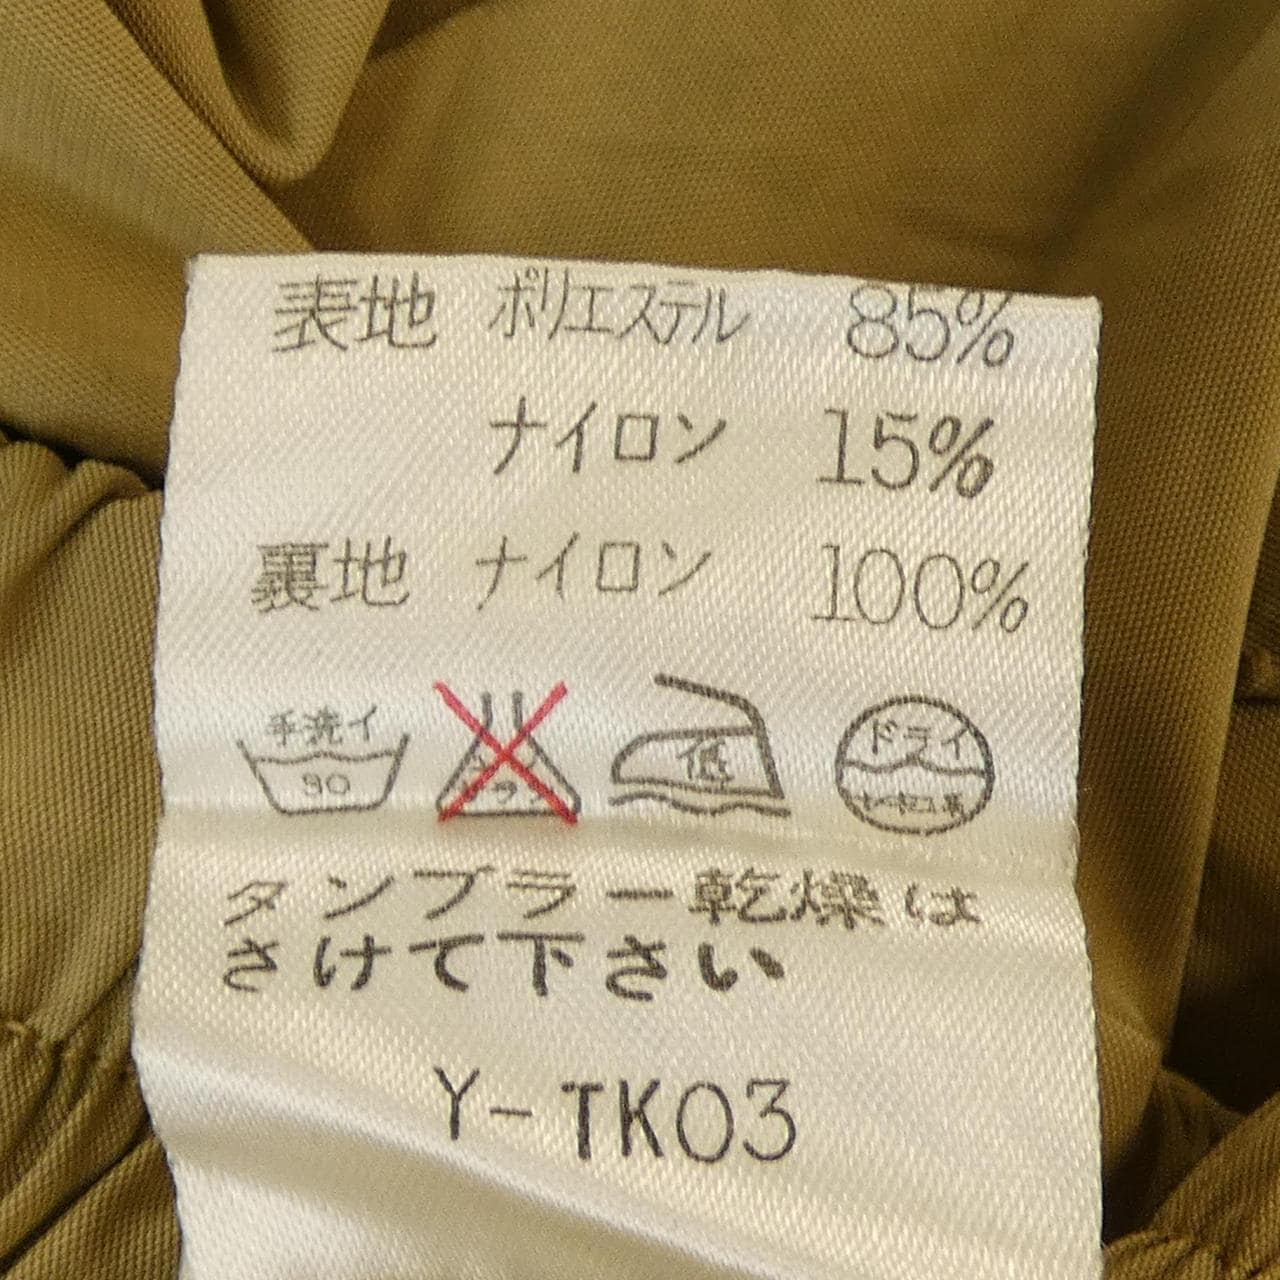 表地 ポリエステル 85%
ナイロン 15%
裏地 ナイロン 100%
手洗イ 30 低 ドライ
タンブラー乾燥は
さけて下さい
Y-TK03